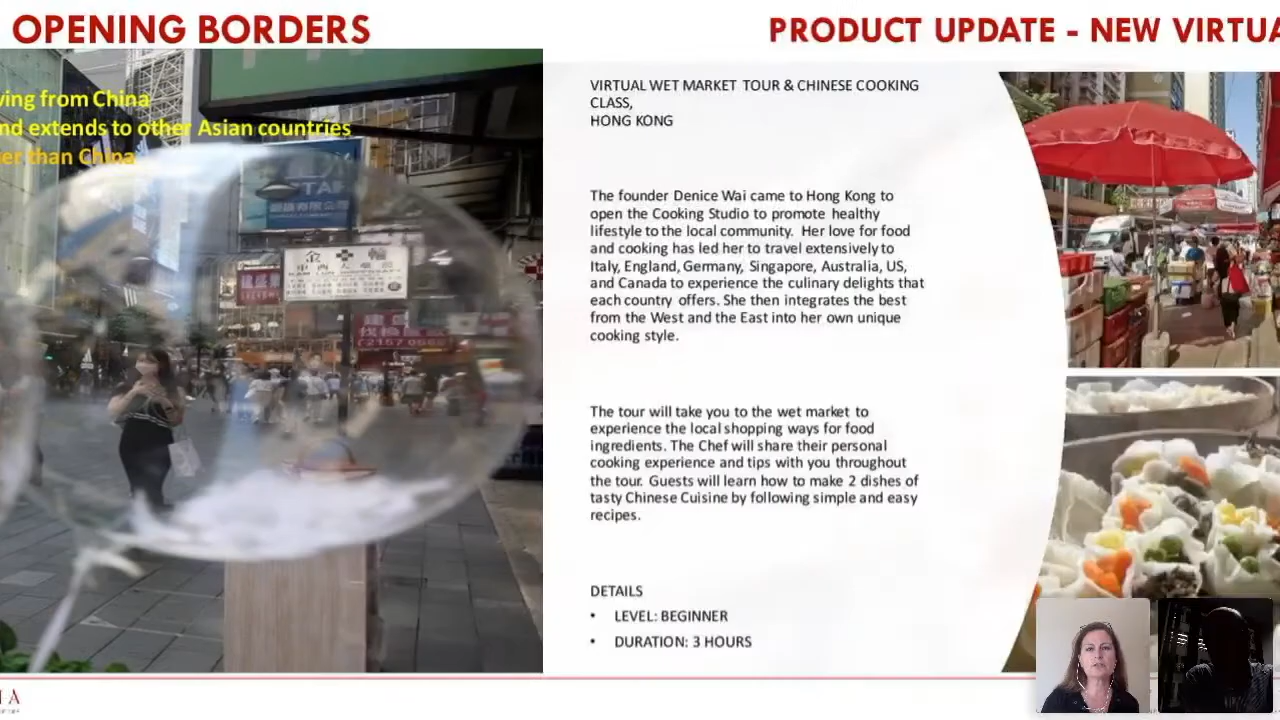 OPENING BORDERS
PRODUCT UPDATE - NEW VIRTUA
ving from China
nd extends to other Asian countries
er than China
VIRTUAL WET MARKET TOUR & CHINESE COOKING
CLASS,
HONG KONG
The founder Denice Wai came to Hong Kong to
open the Cooking Studio to promote healthy
lifestyle to the local community. Her love for food
and cooking has led her to travel extensively to
Italy, England, Germany, Singapore, Australia, US,
and Canada to experience the culinary delights that
each country offers. She then integrates the best
from the West and the East into her own unique
cooking style.
The tour will take you to the wet market to
experience the local shopping ways for food
ingredients. The Chef will share their personal
cooking experience and tips with you throughout
the tour. Guests will learn how to make 2 dishes of
tasty Chinese Cuisine by following simple and easy
recipes.
DETAILS
• LEVEL: BEGINNER
• DURATION: 3 HOURS